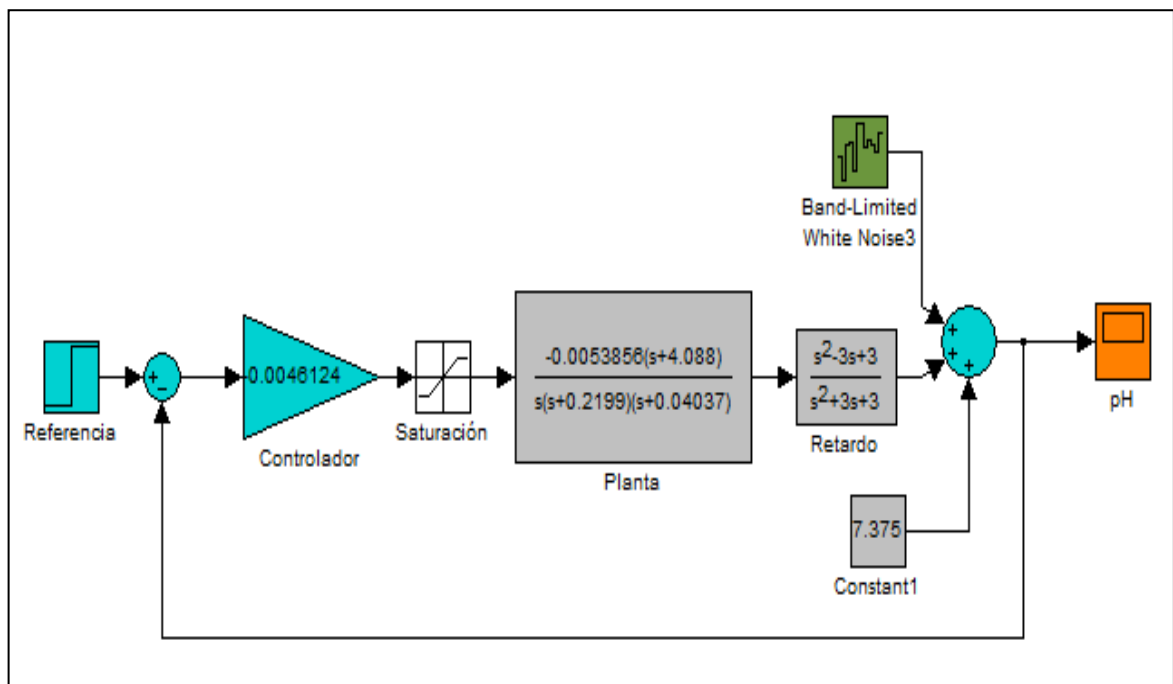 Band-Limited
White Noise3
Referencia
+
−
-0.0046124
Controlador
Saturación
-0.0053856(s+4.088)
s(s+0.2199)(s+0.04037)
Planta
s²-3s+3
s²+3s+3
Retardo
+
+
+
pH
7.375
Constant1